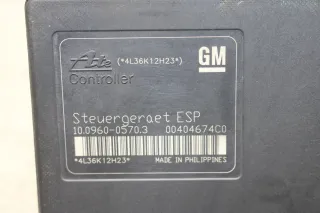 Ate (*4L36K12H23*) GM
Controller
Steuergeraet ESP
10.0960-0570.3 00404674C0
*4L36K12H23* MADE IN PHILIPPINES